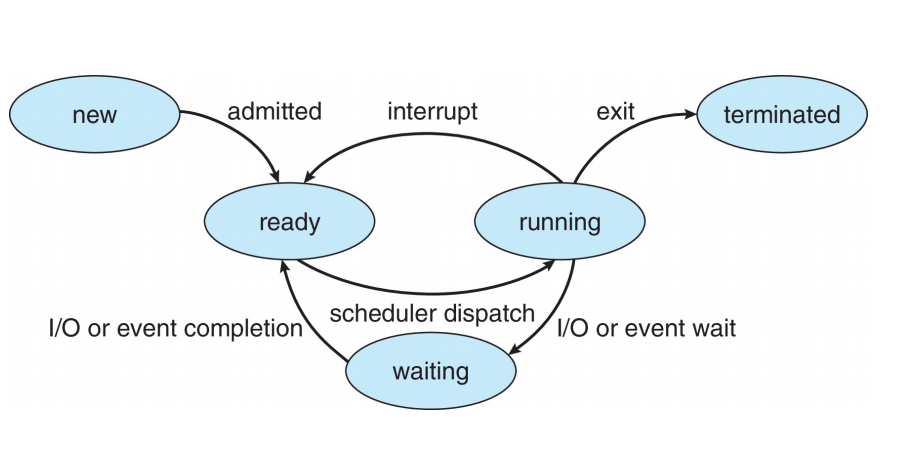 new
admitted
interrupt
exit
terminated
ready
running
scheduler dispatch
I/O or event completion
I/O or event wait
waiting